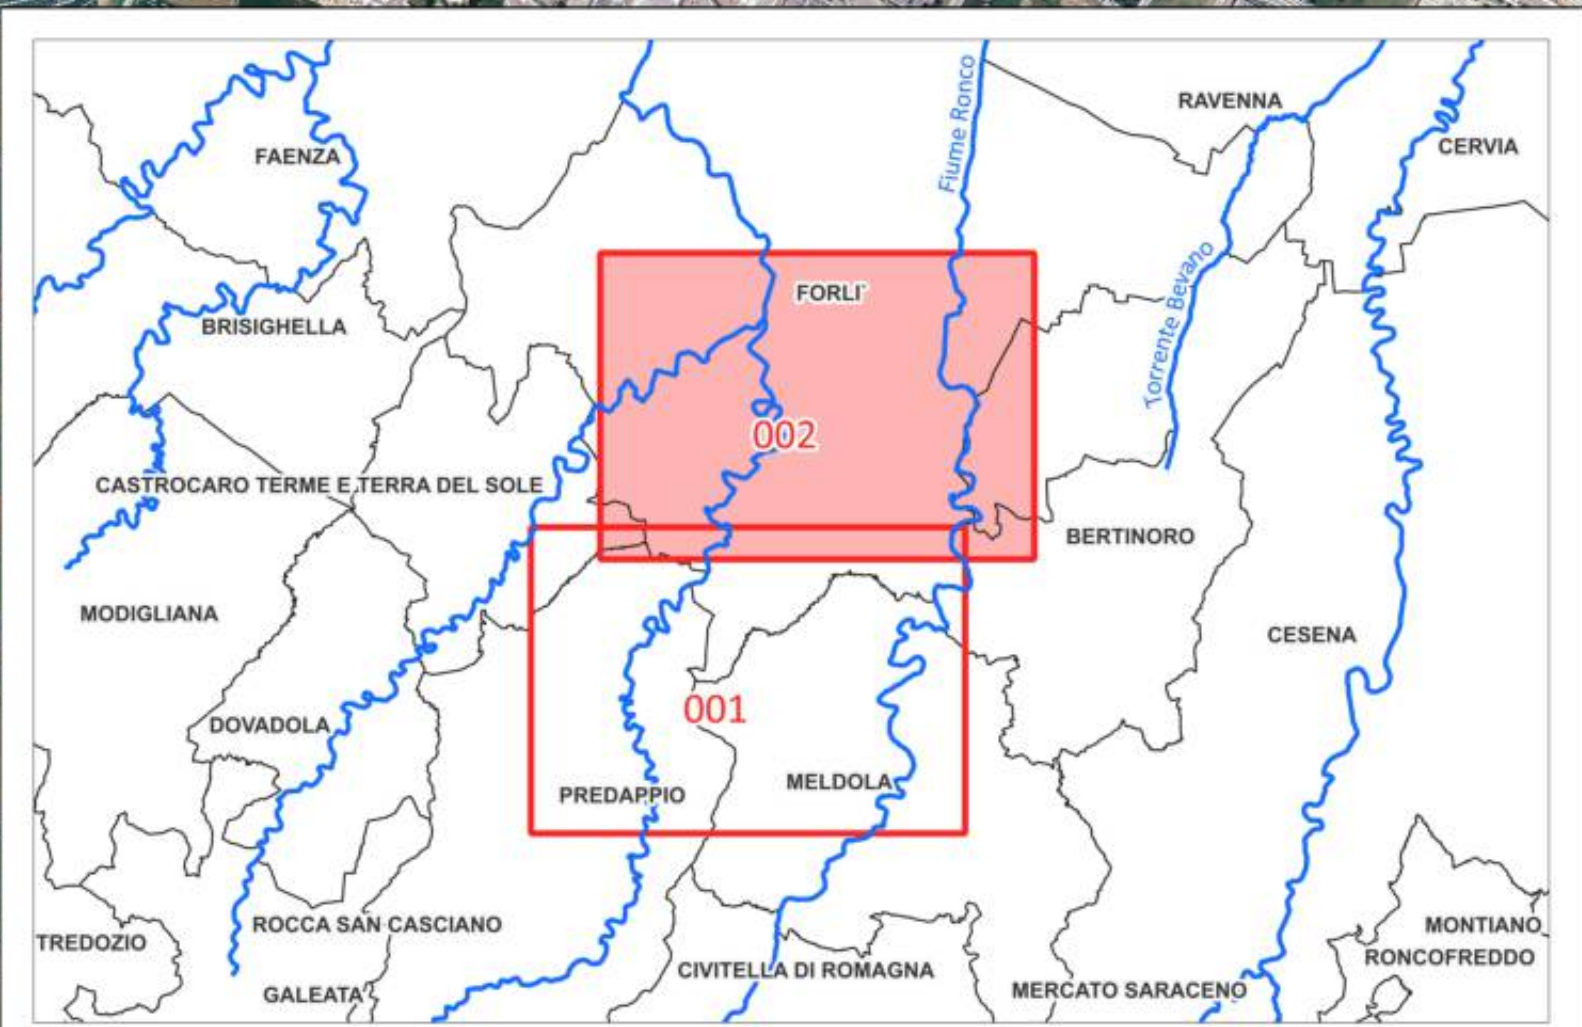 RAVENNA
Fiume Ronco
CERVIA
FAENZA
Torrente Bevano
FORLI'
BRISIGHELLA
002
CASTROCARO TERME E TERRA DEL SOLE
BERTINORO
MODIGLIANA
CESENA
001
DOVADOLA
MELDOLA
PREDAPPIO
ROCCA SAN CASCIANO
MONTIANO
TREDOZIO
RONCOFREDDO
CIVITELLA DI ROMAGNA
MERCATO SARACENO
GALEATA